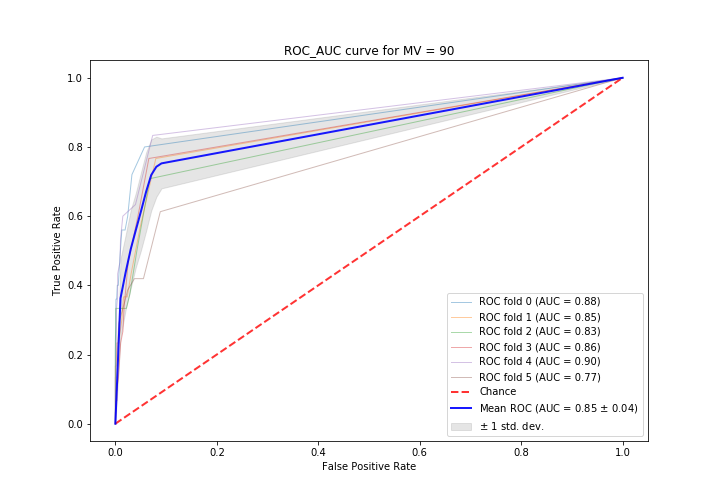 ROC_AUC curve for MV = 90
True Positive Rate
1.0
0.8
0.6
0.4
0.2
0.0
0.0 0.2 0.4 0.6 0.8 1.0
False Positive Rate
ROC fold 0 (AUC = 0.88)
ROC fold 1 (AUC = 0.85)
ROC fold 2 (AUC = 0.83)
ROC fold 3 (AUC = 0.86)
ROC fold 4 (AUC = 0.90)
ROC fold 5 (AUC = 0.77)
Chance
Mean ROC (AUC = 0.85 ± 0.04)
± 1 std. dev.